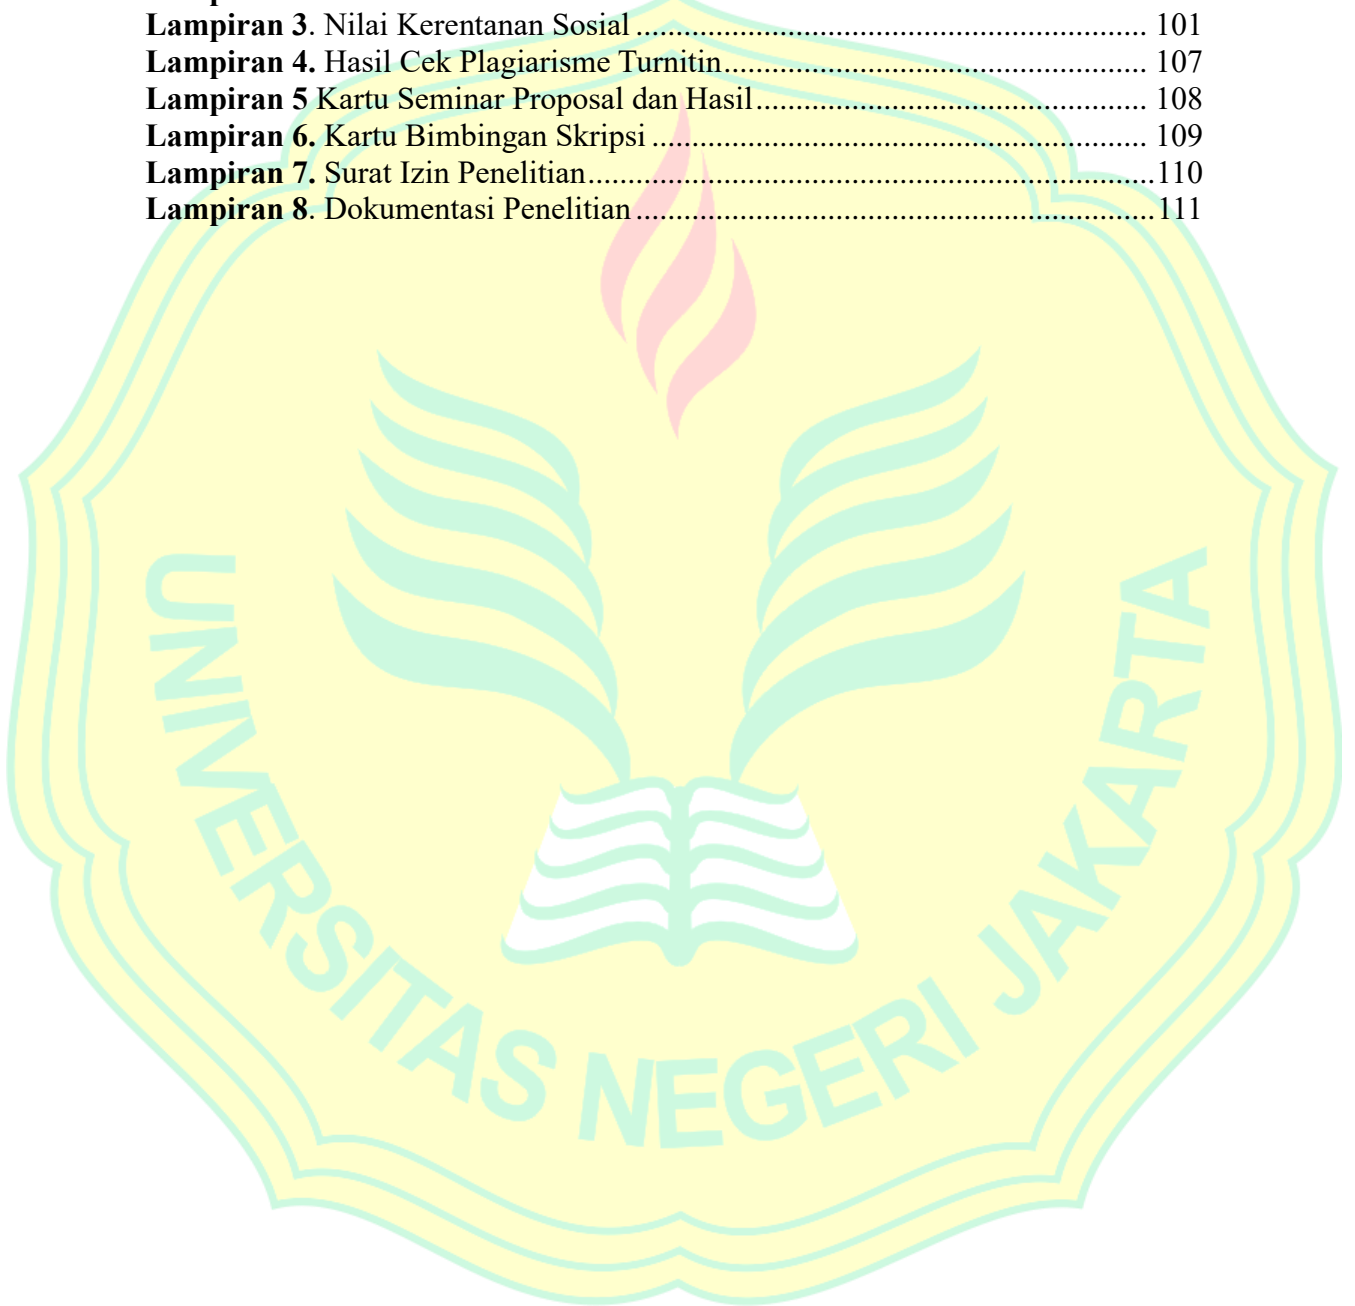 Lampiran 3. Nilai Kerentanan Sosial ................................................................ 101
Lampiran 4. Hasil Cek Plagiarisme Turnitin ..................................................... 107
Lampiran 5 Kartu Seminar Proposal dan Hasil ................................................. 108
Lampiran 6. Kartu Bimbingan Skripsi .............................................................. 109
Lampiran 7. Surat Izin Penelitian ....................................................................... 110
Lampiran 8. Dokumentasi Penelitian ................................................................. 111
UNIVERSITAS NEGERI JAKARTA